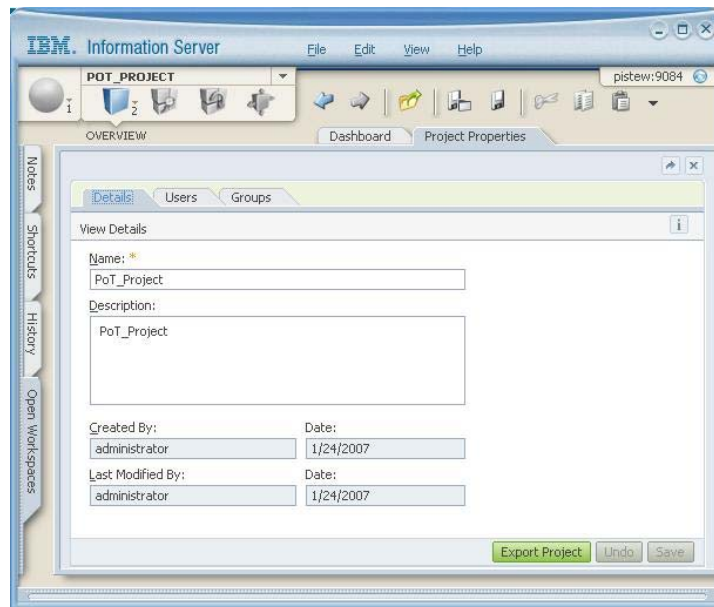 IBM. Information Server
File Edit View Help
POT_PROJECT
pistew:9084
1
2
OVERVIEW
Dashboard
Project Properties
Notes
Shortcuts
History
Open Workspaces
Details
Users
Groups
View Details
i
Name: *
PoT_Project
Description:
PoT_Project
Created By:
Date:
administrator
1/24/2007
Last Modified By:
Date:
administrator
1/24/2007
Export Project
Undo
Save